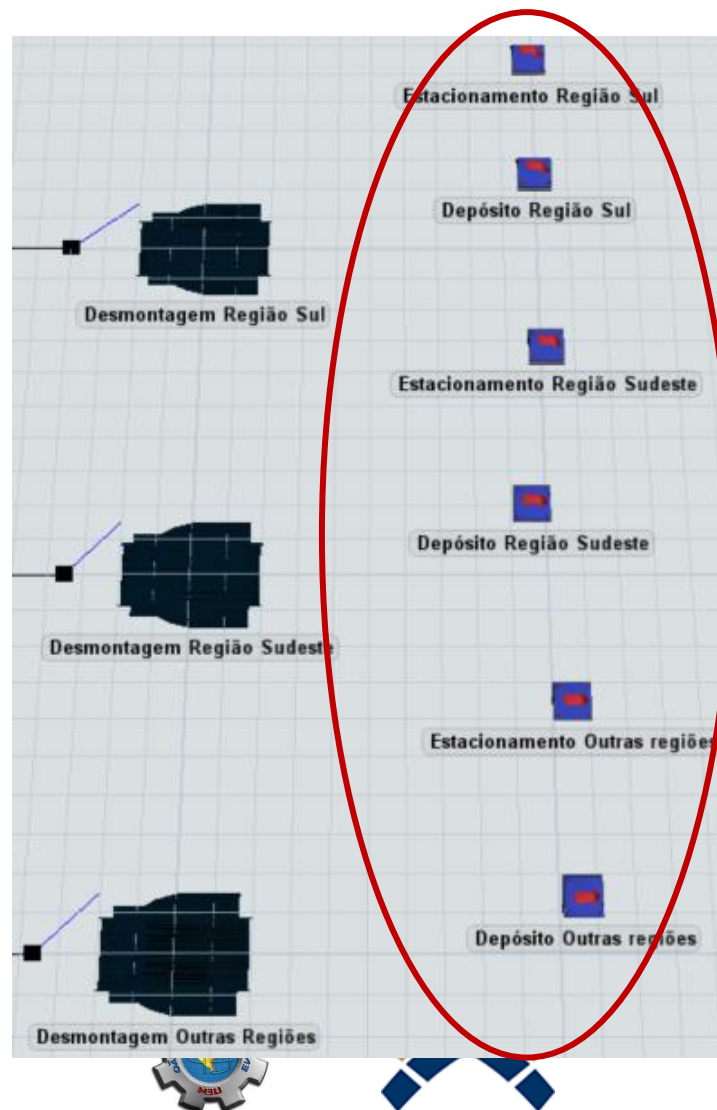 Estacionamento Região Sul
Depósito Região Sul
Desmontagem Região Sul
Estacionamento Região Sudeste
Depósito Região Sudeste
Desmontagem Região Sudeste
Estacionamento Outras regiões
Depósito Outras regiões
Desmontagem Outras Regiões